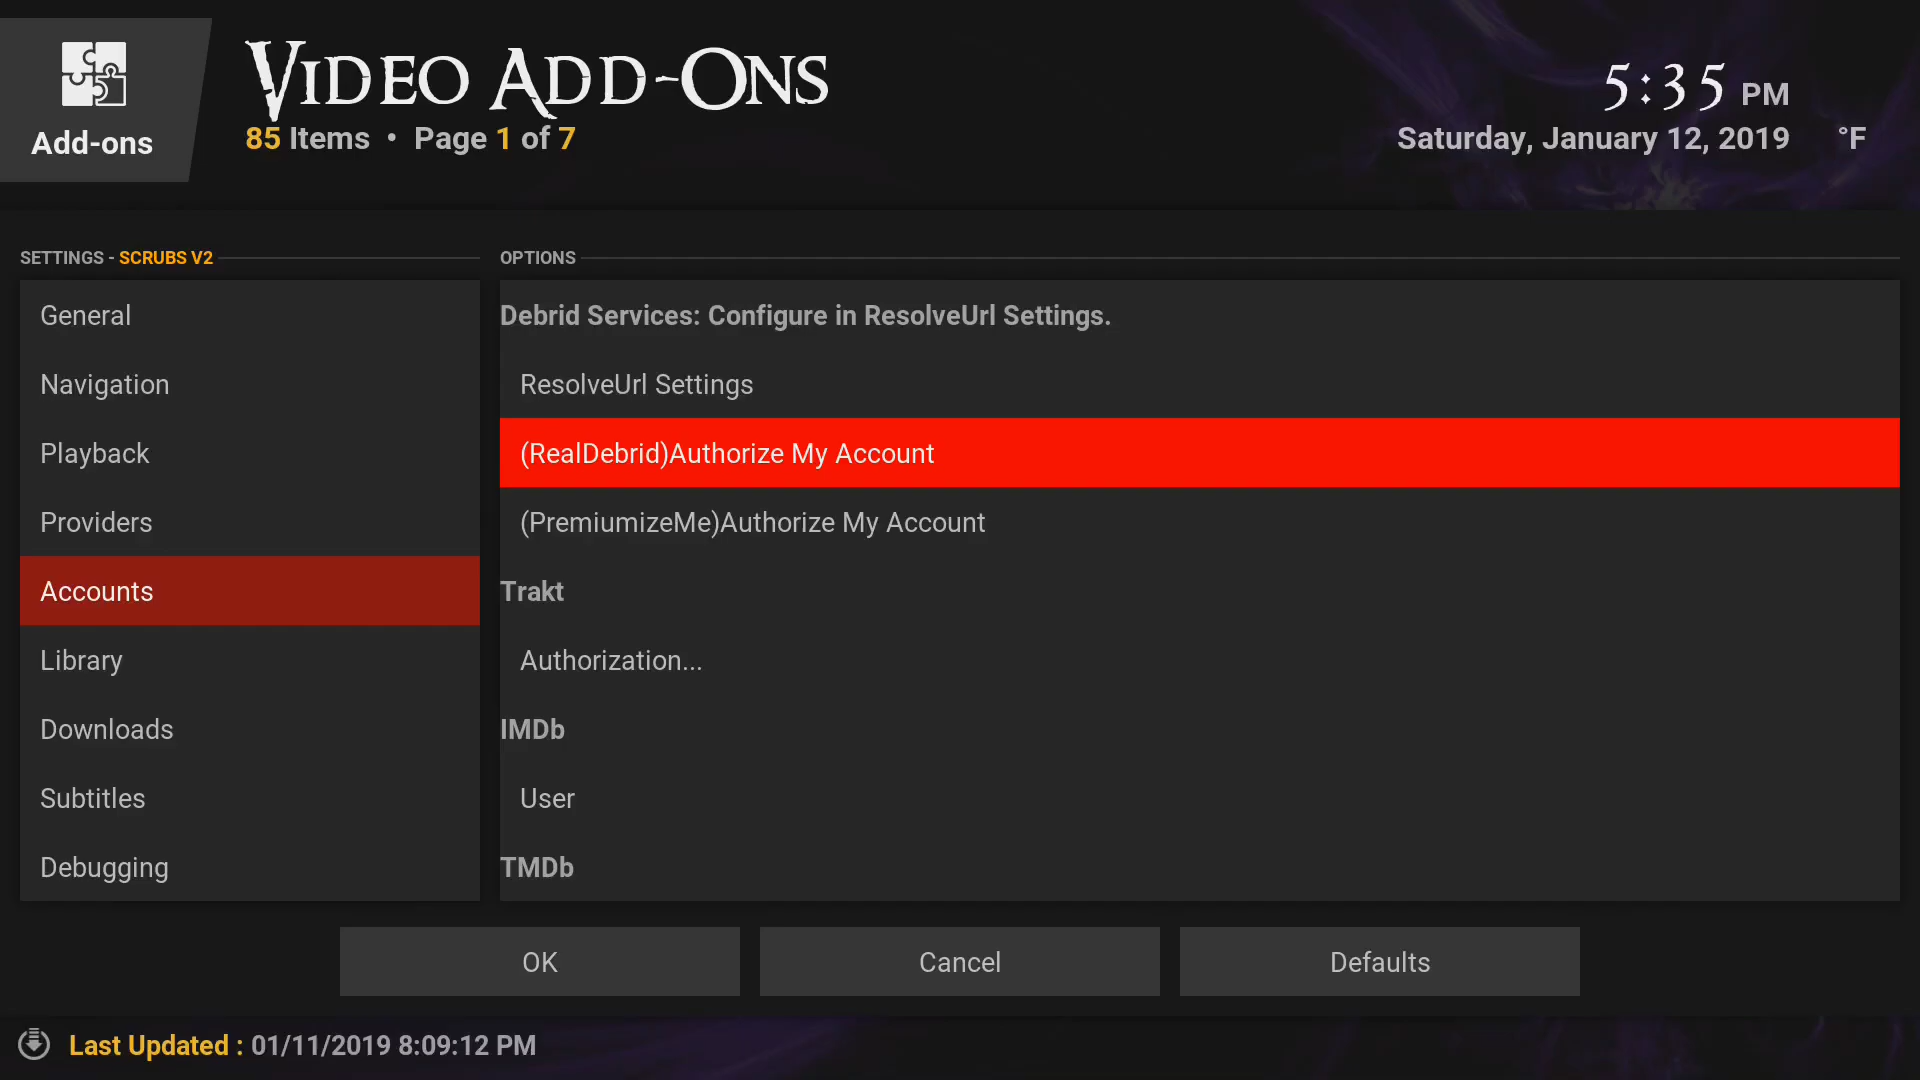 Add-ons
Video Add-Ons
85 Items • Page 1 of 7
5:35 PM
Saturday, January 12, 2019 °F
SETTINGS - SCRUBS V2
General
Navigation
Playback
Providers
Accounts
Library
Downloads
Subtitles
Debugging
OPTIONS
Debrid Services: Configure in ResolveUrl Settings.
ResolveUrl Settings
(RealDebrid)Authorize My Account
(PremiumizeMe)Authorize My Account
Trakt
Authorization...
IMDb
User
TMDb
OK
Cancel
Defaults
Last Updated : 01/11/2019 8:09:12 PM